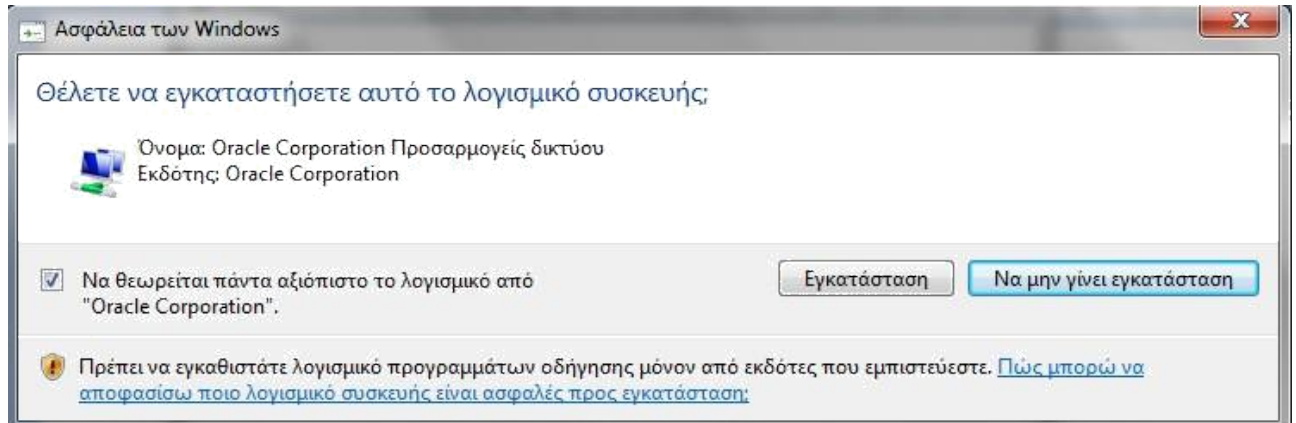 Ασφάλεια των Windows
Θέλετε να εγκαταστήσετε αυτό το λογισμικό συσκευής;
Όνομα: Oracle Corporation Προσαρμογείς δικτύου
Εκδότης: Oracle Corporation
Να θεωρείται πάντα αξιόπιστο το λογισμικό από
"Oracle Corporation".
Εγκατάσταση
Να μην γίνει εγκατάσταση
Πρέπει να εγκαθιστάτε λογισμικό προγραμμάτων οδήγησης μόνον από εκδότες που εμπιστεύεστε. Πώς μπορώ να
αποφασίσω ποιο λογισμικό συσκευής είναι ασφαλές προς εγκατάσταση;